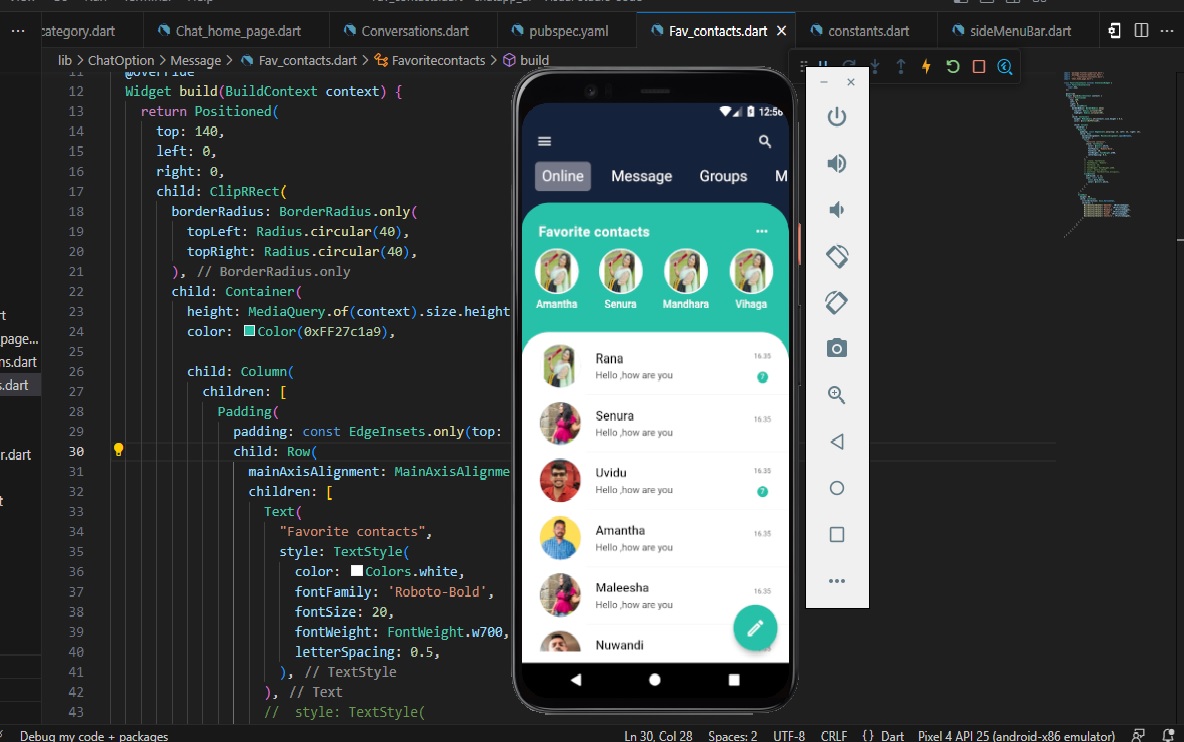 category.dart
Chat_home_page.dart
Conversations.dart
pubspec.yaml
Fav_contacts.dart
constants.dart
sideMenuBar.dart
lib > ChatOption > Message > Fav_contacts.dart > Favoritecontacts > build
11 @override
12 Widget build(BuildContext context) {
13 return Positioned(
14 top: 140,
15 left: 0,
16 right: 0,
17 child: ClipRRect(
18 borderRadius: BorderRadius.only(
19 topLeft: Radius.circular(40),
20 topRight: Radius.circular(40),
21 ), // BorderRadius.only
22 child: Container(
23 height: MediaQuery.of(context).size.height
24 color: Color(0xFF27c1a9),
25
26 child: Column(
27 children: [
28 Padding(
29 padding: const EdgeInsets.only(top:
30 child: Row(
31 mainAxisAlignment: MainAxisAlignme
32 children: [
33 Text(
34 "Favorite contacts",
35 style: TextStyle(
36 color: Colors.white,
37 fontFamily: 'Roboto-Bold',
38 fontSize: 20,
39 fontWeight: FontWeight.w700,
40 letterSpacing: 0.5,
41 ), // TextStyle
42 ), // Text
43 // style: TextStyle(
page...
ns.dart
s.dart
r.dart
12:56
Online Message Groups M
Favorite contacts
Amantha Senura Mandhara Vihaga
Rana 16.35
Hello ,how are you 7
Senura 16.35
Hello ,how are you
Uvidu 16.35
Hello ,how are you 7
Amantha 16.35
Hello ,how are you
Maleesha 16.35
Hello ,how are you
Nuwandi
Debug my code + packages
Ln 30, Col 28 Spaces: 2 UTF-8 CRLF {} Dart Pixel 4 API 25 (android-x86 emulator)